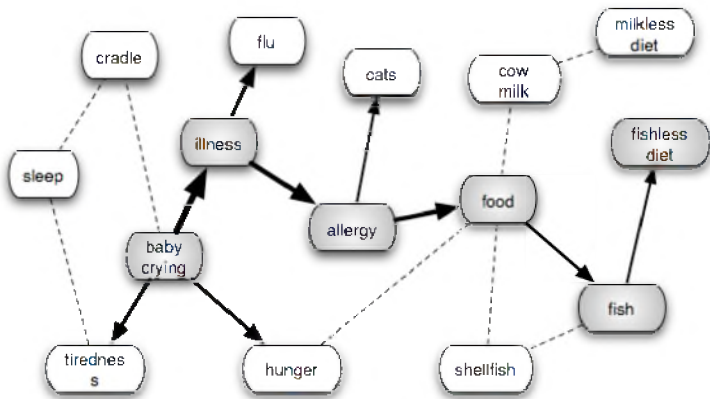 flu
milkless
diet
cradle
cats
cow
milk
illness
fishless
diet
sleep
food
allergy
baby
crying
fish
tirednes
s
hunger
shellfish